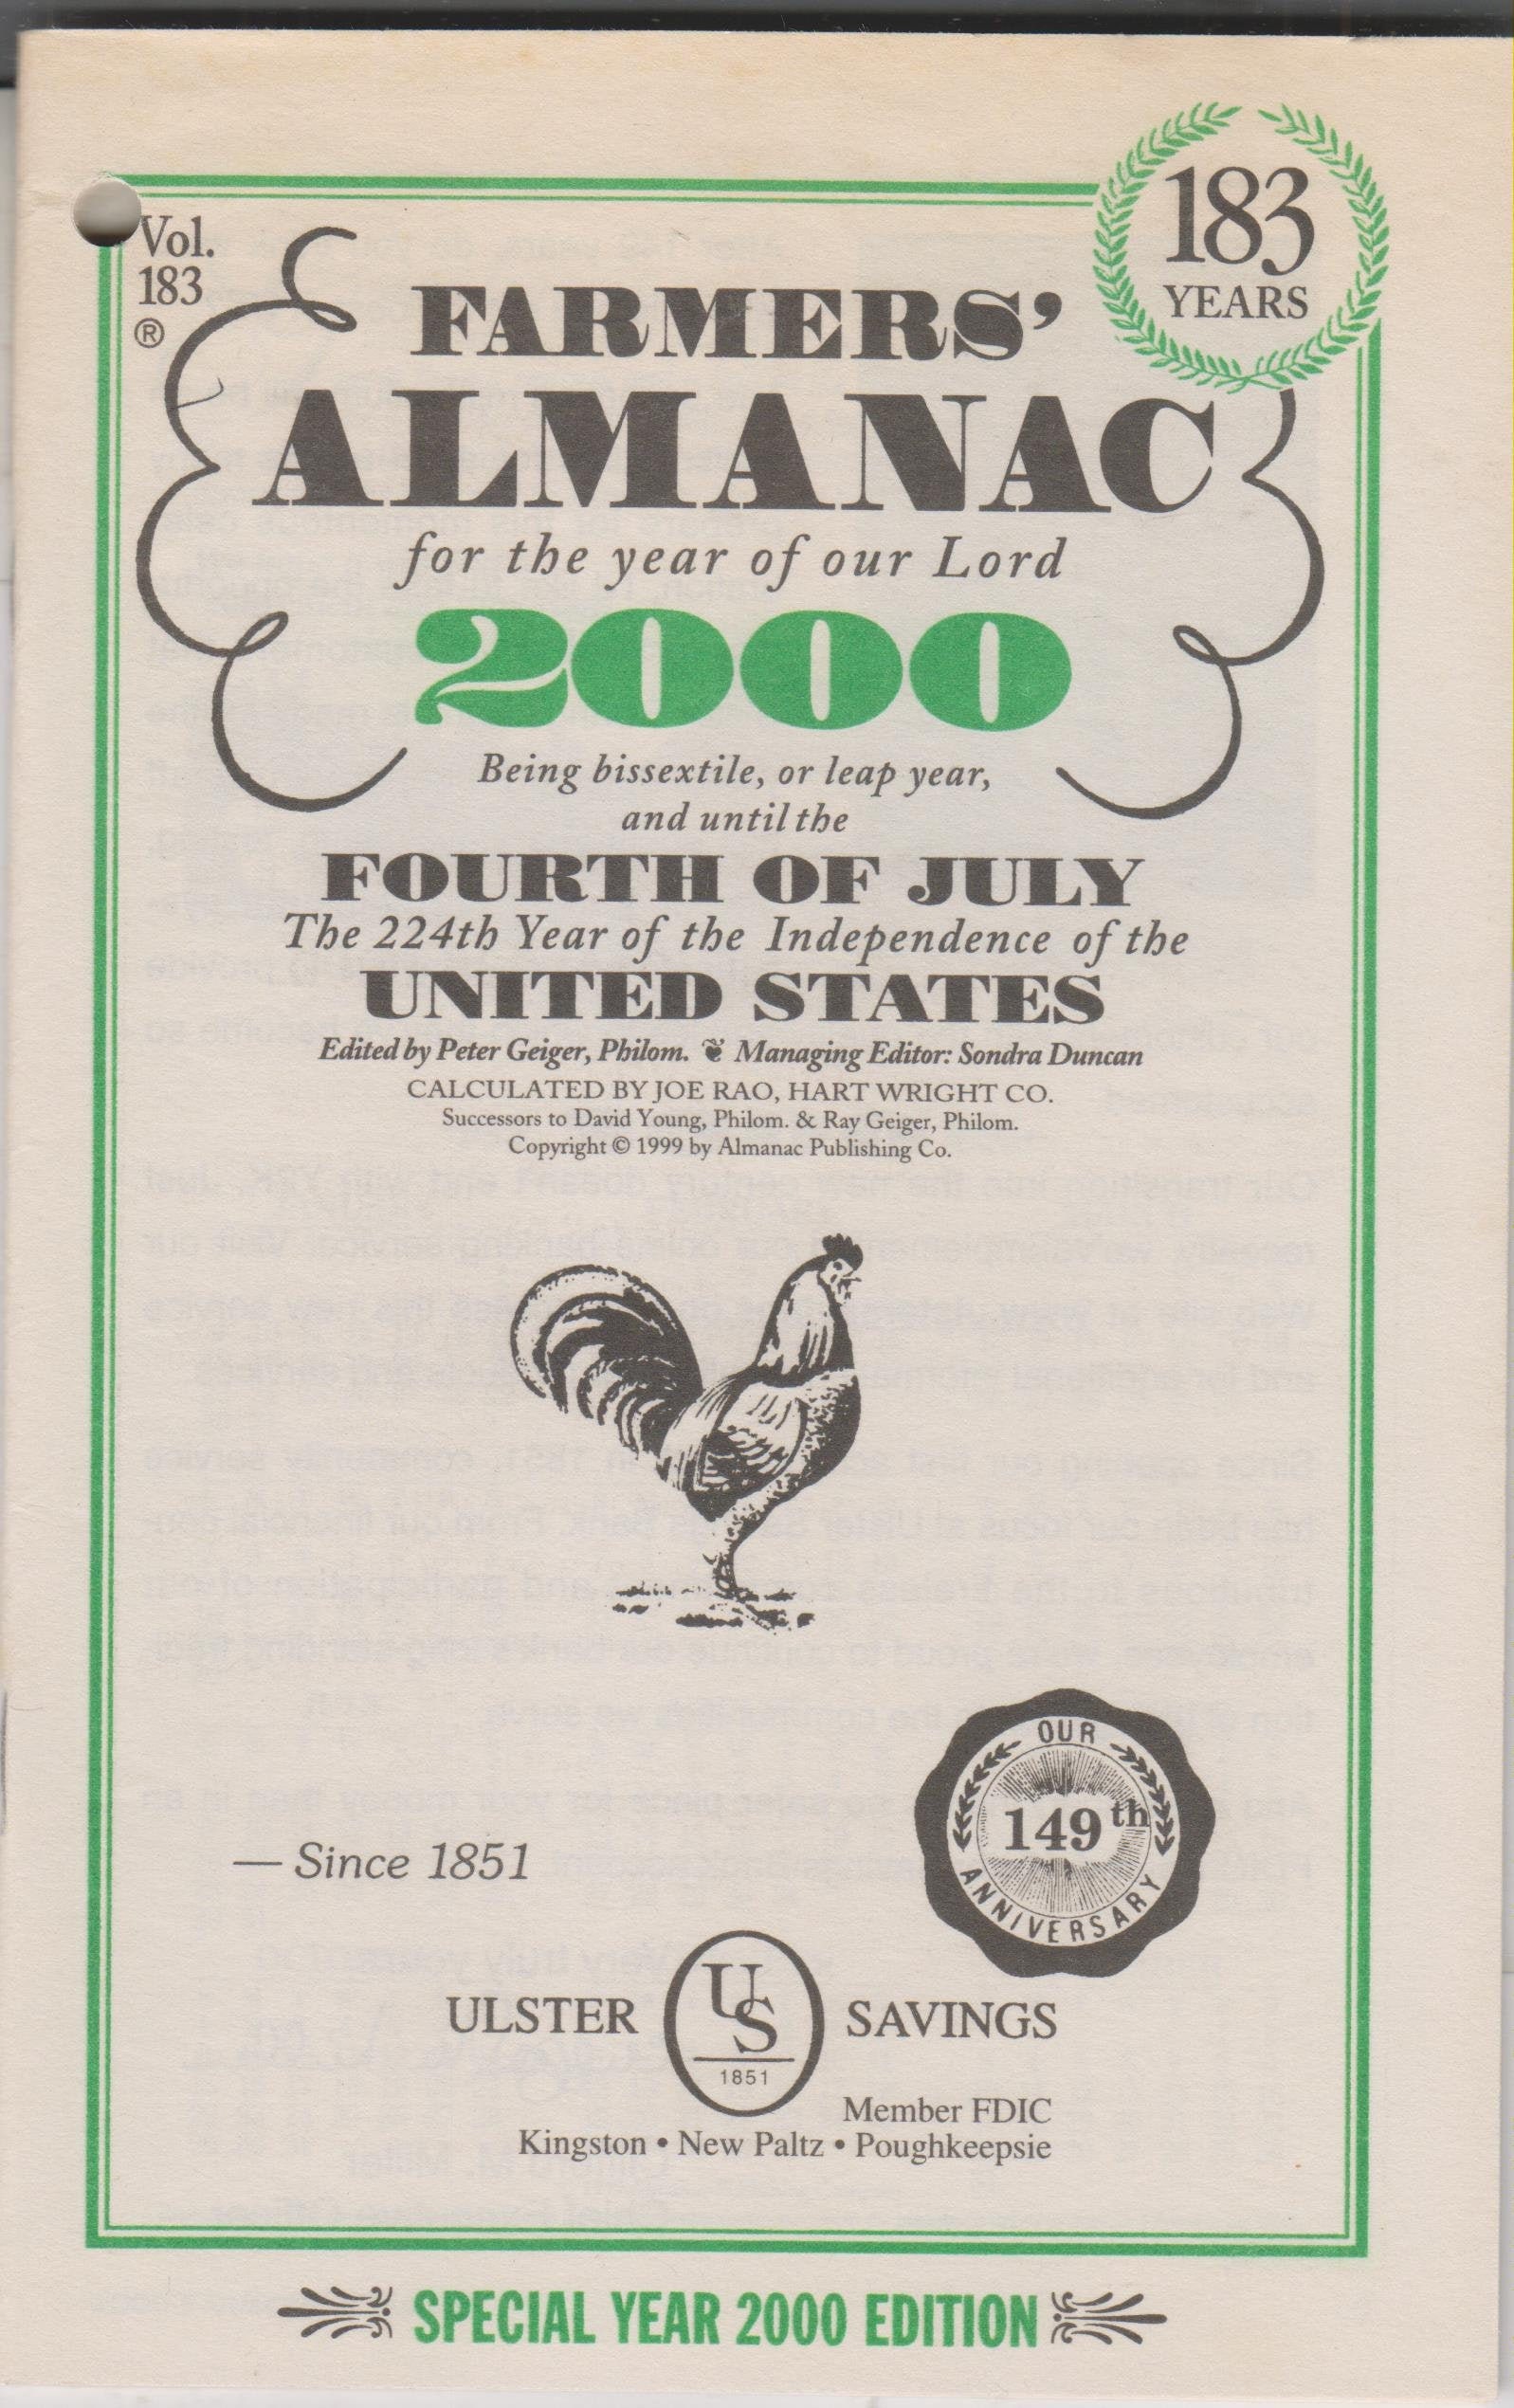 Vol.
183
®
183
YEARS
FARMERS'
ALMANAC
for the year of our Lord
2000
Being bissextile, or leap year,
and until the
FOURTH OF JULY
The 224th Year of the Independence of the
UNITED STATES
Edited by Peter Geiger, Philom. ❦ Managing Editor: Sondra Duncan
CALCULATED BY JOE RAO, HART WRIGHT CO.
Successors to David Young, Philom. & Ray Geiger, Philom.
Copyright © 1999 by Almanac Publishing Co.
OUR
149th
ANNIVERSARY
— Since 1851
ULSTER US SAVINGS
1851
Member FDIC
Kingston • New Paltz • Poughkeepsie
SPECIAL YEAR 2000 EDITION